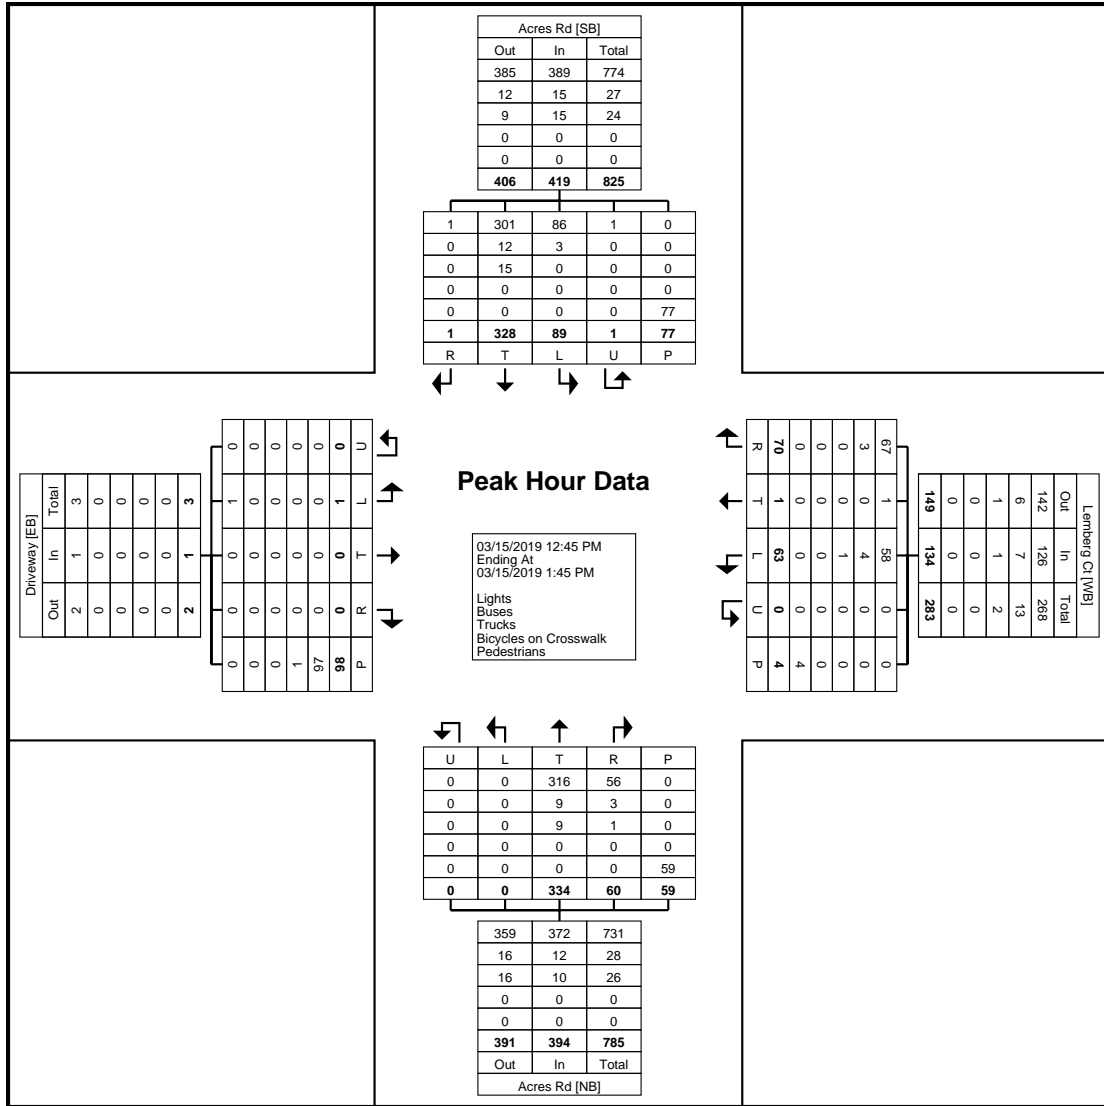 Acres Rd [SB]
Out In Total
385 389 774
12 15 27
9 15 24
0 0 0
0 0 0
406 419 825
1 301 86 1 0
0 12 3 0 0
0 15 0 0 0
0 0 0 0 0
0 0 0 0 77
1 328 89 1 77
R T L U P
Driveway [EB]
Total 3 0 0 0 0 3
In 1 0 0 0 0 1
Out 2 0 0 0 0 2
0 0 0 0 0 0 U
1 0 0 0 0 1 L
0 0 0 0 0 0 T
0 0 0 0 0 0 R
0 0 0 1 97 98 P
Peak Hour Data
03/15/2019 12:45 PM
Ending At
03/15/2019 1:45 PM
Lights
Buses
Trucks
Bicycles on Crosswalk
Pedestrians
R 70 0 0 0 3 67
T 1 0 0 0 0 1
L 63 0 0 1 4 58
U 0 0 0 0 0 0
P 4 4 0 0 0 0
149 0 0 1 6 142 Out
134 0 0 1 7 126 In
283 0 0 2 13 268 Total
Lemberg Ct [WB]
U L T R P
0 0 316 56 0
0 0 9 3 0
0 0 9 1 0
0 0 0 0 0
0 0 0 0 59
0 0 334 60 59
359 372 731
16 12 28
16 10 26
0 0 0
0 0 0
391 394 785
Out In Total
Acres Rd [NB]